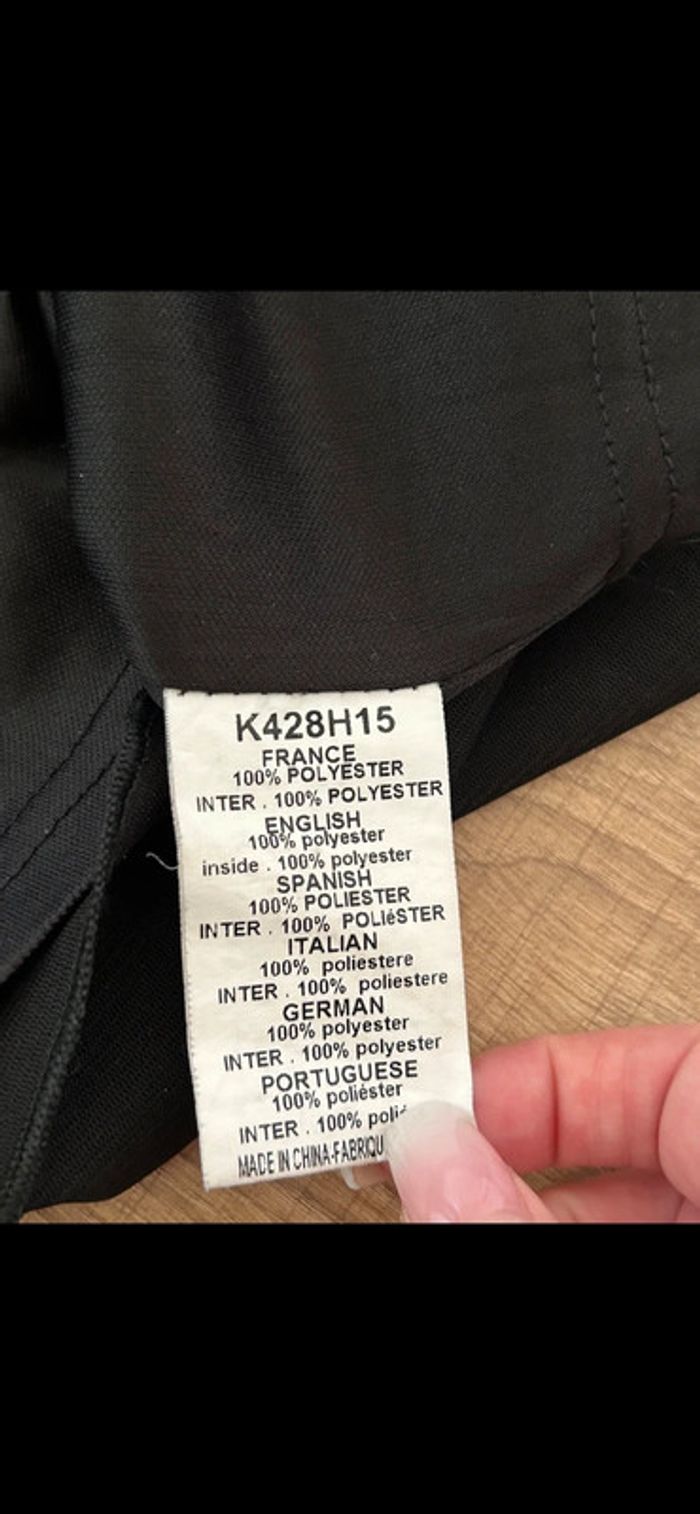 K428H15
FRANCE
100% POLYESTER
INTER . 100% POLYESTER
ENGLISH
100% polyester
inside . 100% polyester
SPANISH
100% POLIESTER
INTER . 100% POLIéSTER
ITALIAN
100% poliestere
INTER . 100% poliestere
GERMAN
100% polyester
INTER . 100% polyester
PORTUGUESE
100% poliéster
INTER . 100%
MADE IN CHINA-